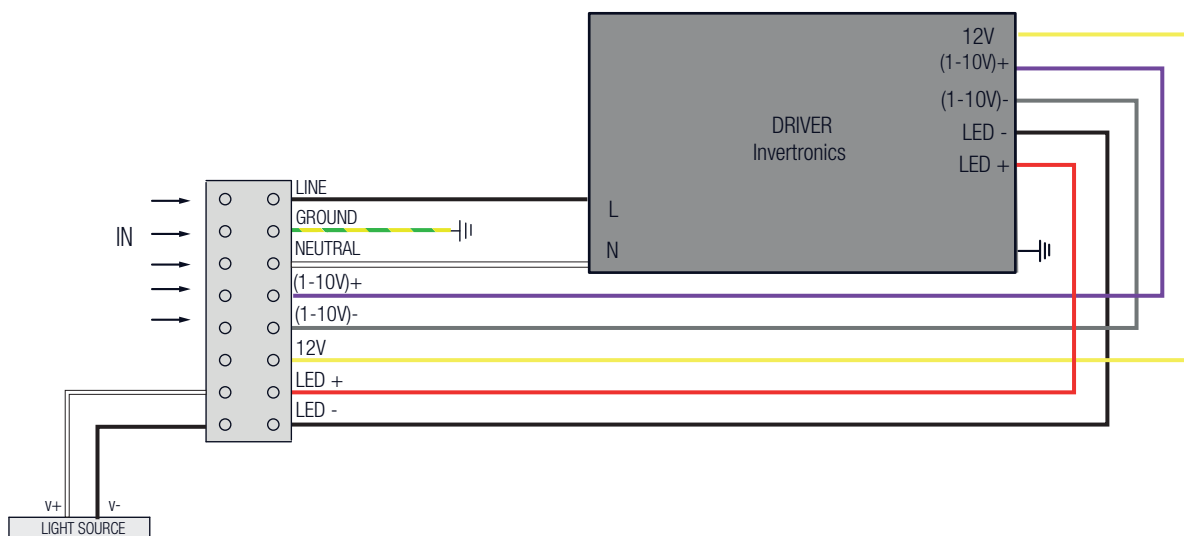 12V
(1-10V)+
(1-10V)-
DRIVER
LED -
Invertronics
LED +
LINE
L
GROUND
IN
NEUTRAL
N
(1-10V)+
(1-10V)-
12V
LED +
LED -
V+ V-
LIGHT SOURCE